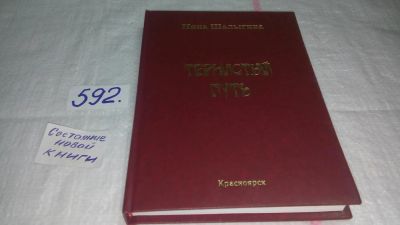 Нина Шалыгина
ТЕРНИСТЫЙ
ПУТЬ
Красноярск
592.
Состояние
новой
книги